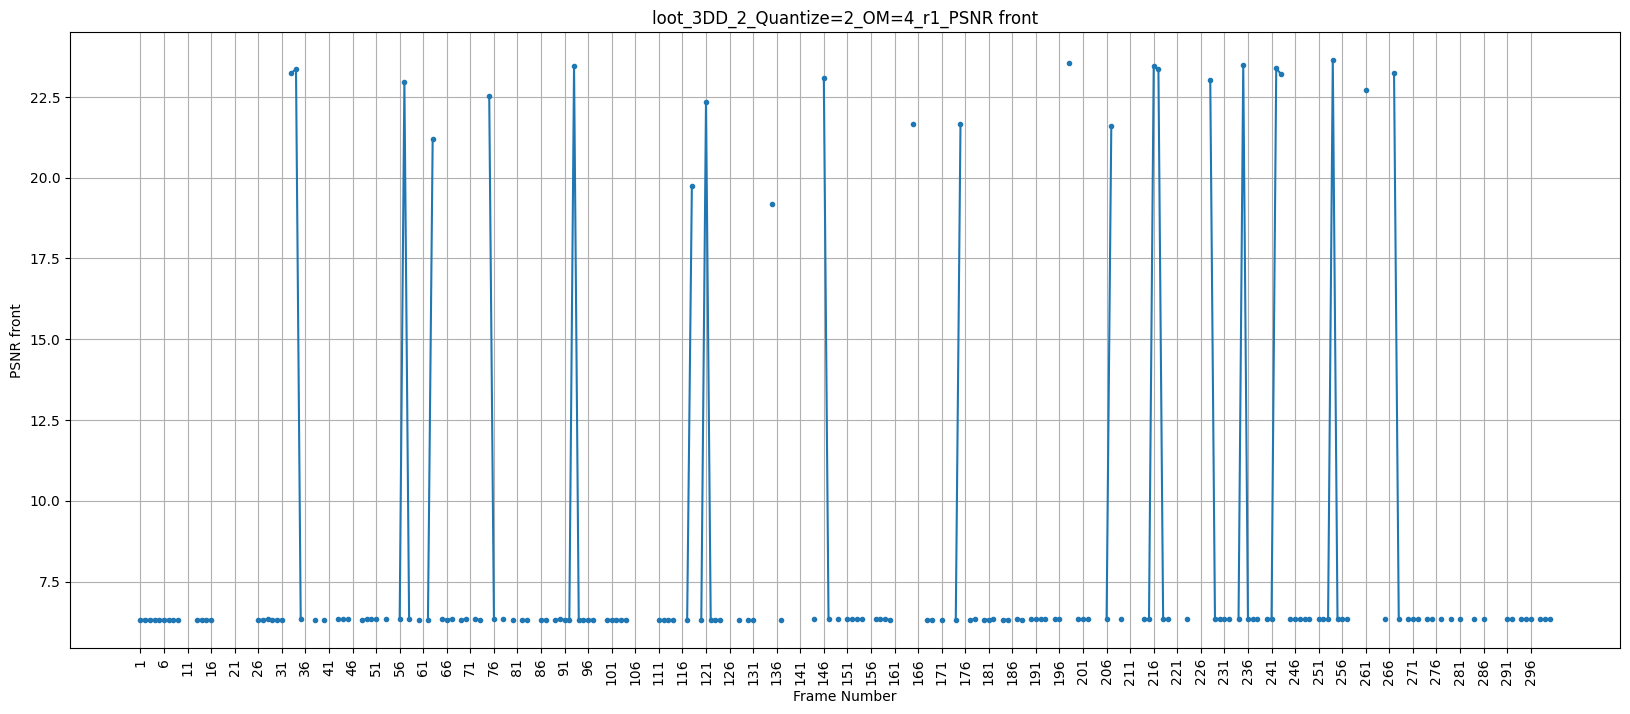 loot_3DD_2_Quantize=2_OM=4_r1_PSNR front
PSNR front
22.5
20.0
17.5
15.0
12.5
10.0
7.5
1 6 11 16 21 26 31 36 41 46 51 56 61 66 71 76 81 86 91 96 101 106 111 116 121 126 131 136 141 146 151 156 161 166 171 176 181 186 191 196 201 206 211 216 221 226 231 236 241 246 251 256 261 266 271 276 281 286 291 296
Frame Number